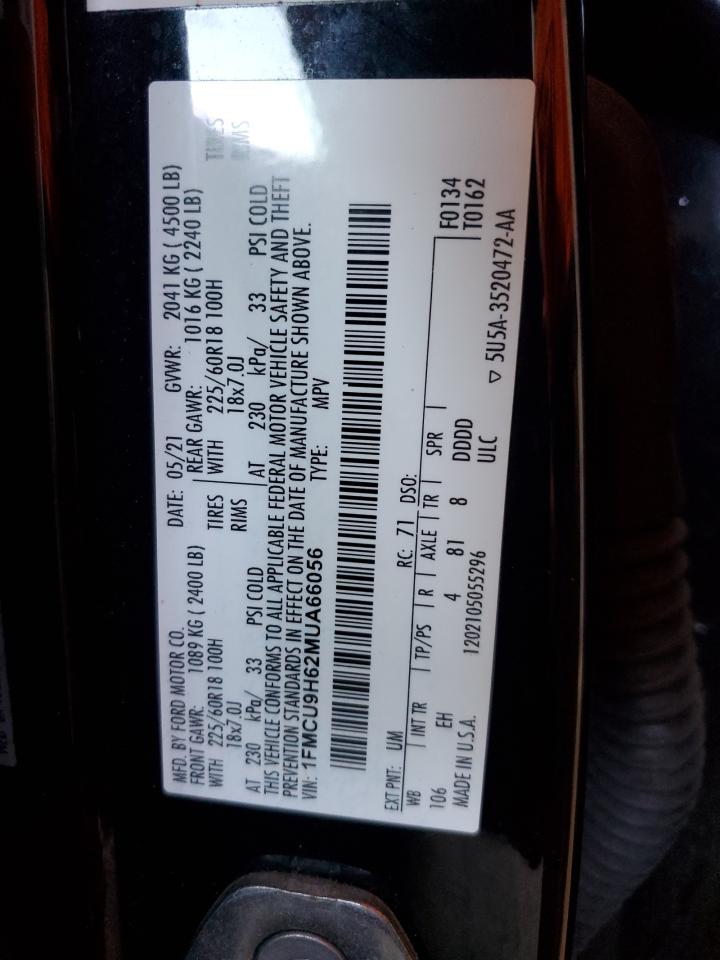 MFD. BY FORD MOTOR CO.
DATE: 05/21 GVWR: 2041 KG ( 4500 LB)
FRONT GAWR: 1089 KG ( 2400 LB) REAR GAWR: 1016 KG ( 2240 LB)
WITH 225/60R18 100H TIRES WITH 225/60R18 100H TIRES
18x7.0J RIMS 18x7.0J RIMS
AT 230 kPa/ 33 PSI COLD AT 230 kPa/ 33 PSI COLD
THIS VEHICLE CONFORMS TO ALL APPLICABLE FEDERAL MOTOR VEHICLE SAFETY AND THEFT
PREVENTION STANDARDS IN EFFECT ON THE DATE OF MANUFACTURE SHOWN ABOVE.
VIN: 1FMCU9H62MUA66056 TYPE: MPV
EXT PNT: UM RC: 71 DSO:
WB INT TR TP/PS R AXLE TR SPR F0134
106 EH 4 81 8 DDDD T0162
MADE IN U.S.A. 1202105055296 ULC ▽ 5U5A-3520472-AA